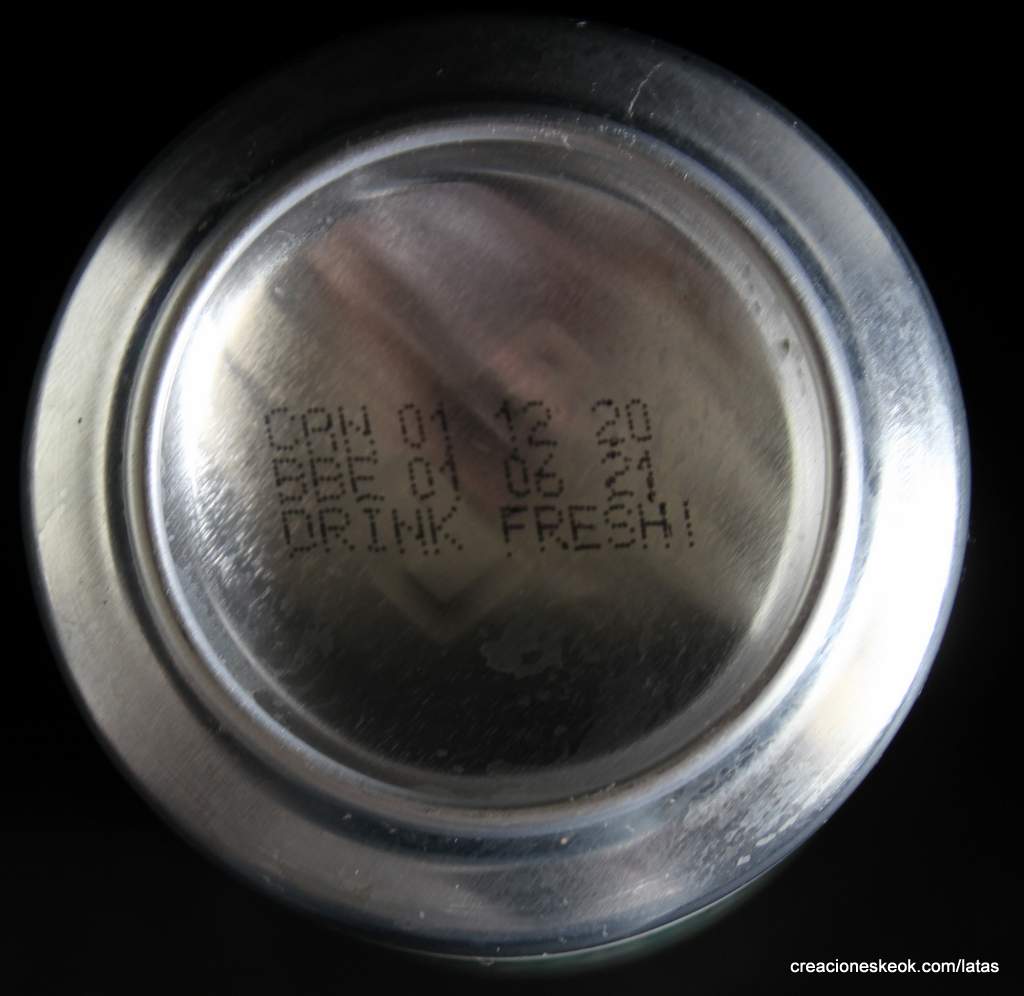 CAN 01 12 20
BBE 01 06 21
DRINK FRESH!
creacioneskeok.com/latas